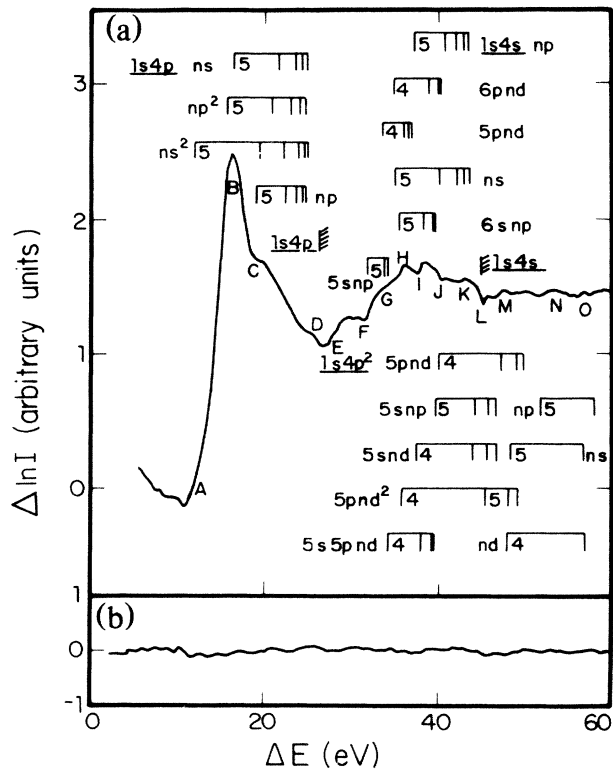 (a)
5 1s4s np
1s4p ns 5
3
4 6pnd
np² 5
4 5pnd
ns² 5
B 5 np 5 ns
2
5 6snp
1s4p
H 1s4s
C 5snp 5 G I J K L M N O
D E F
1
1s4p² 5pnd 4
5snp 5 np 5
5snd 4 5 ns
0 A
5pnd² 4 5
5s5pnd 4 nd 4
1
ΔlnI (arbitrary units)
(b)
0
-1
0 20 40 60
ΔE (eV)